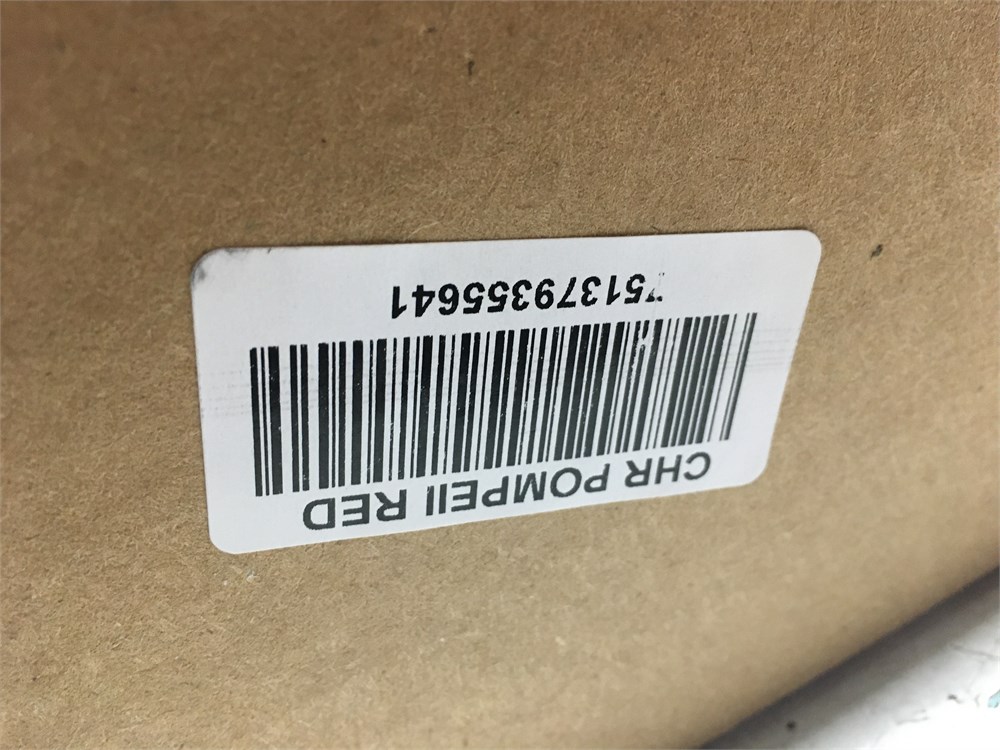 CHR POMPEII RED
751379355641